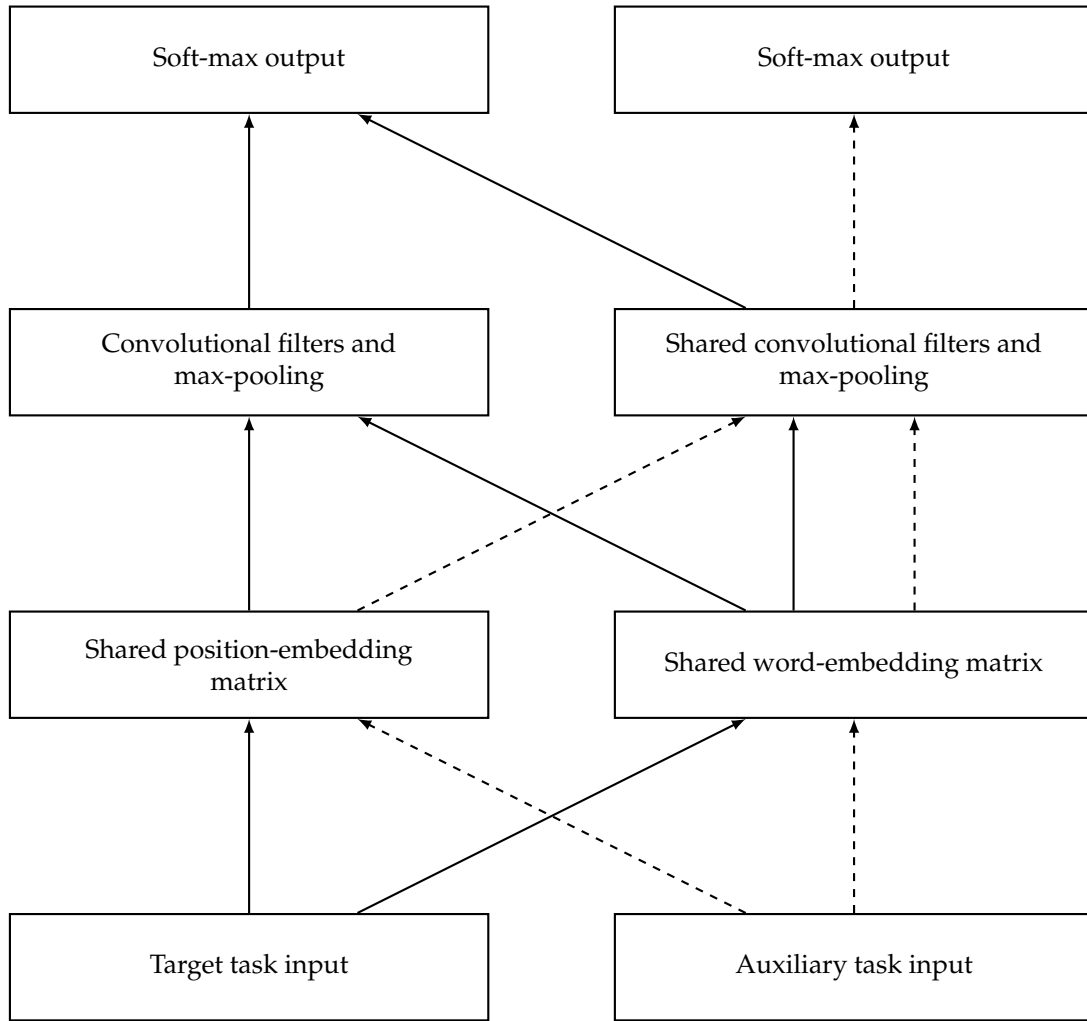 Soft-max output
Soft-max output
Convolutional filters and
max-pooling
Shared convolutional filters and
max-pooling
Shared position-embedding
matrix
Shared word-embedding matrix
Target task input
Auxiliary task input